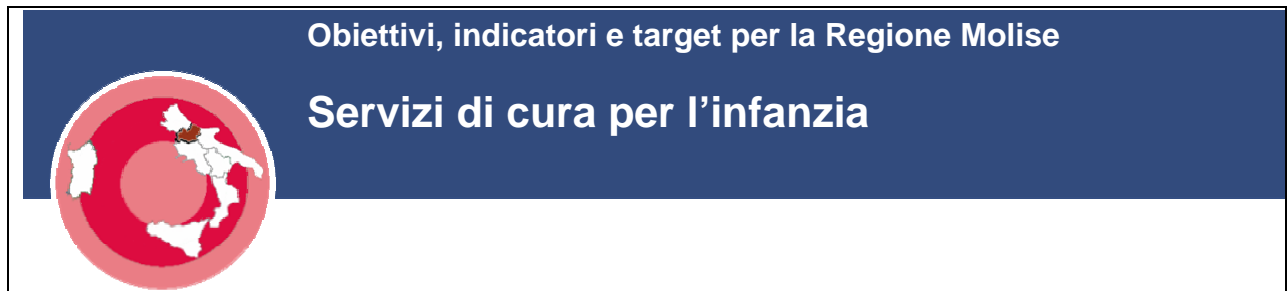 Obiettivi, indicatori e target per la Regione Molise
Servizi di cura per l’infanzia